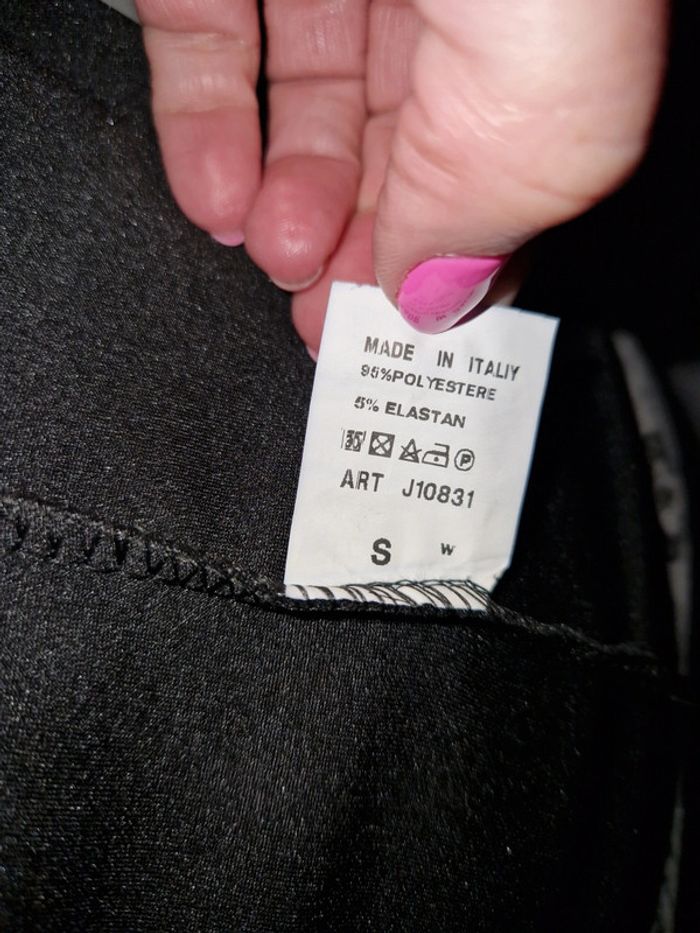 MADE IN ITALIY
95%POLYESTERE
5% ELASTAN
ART J10831
S W